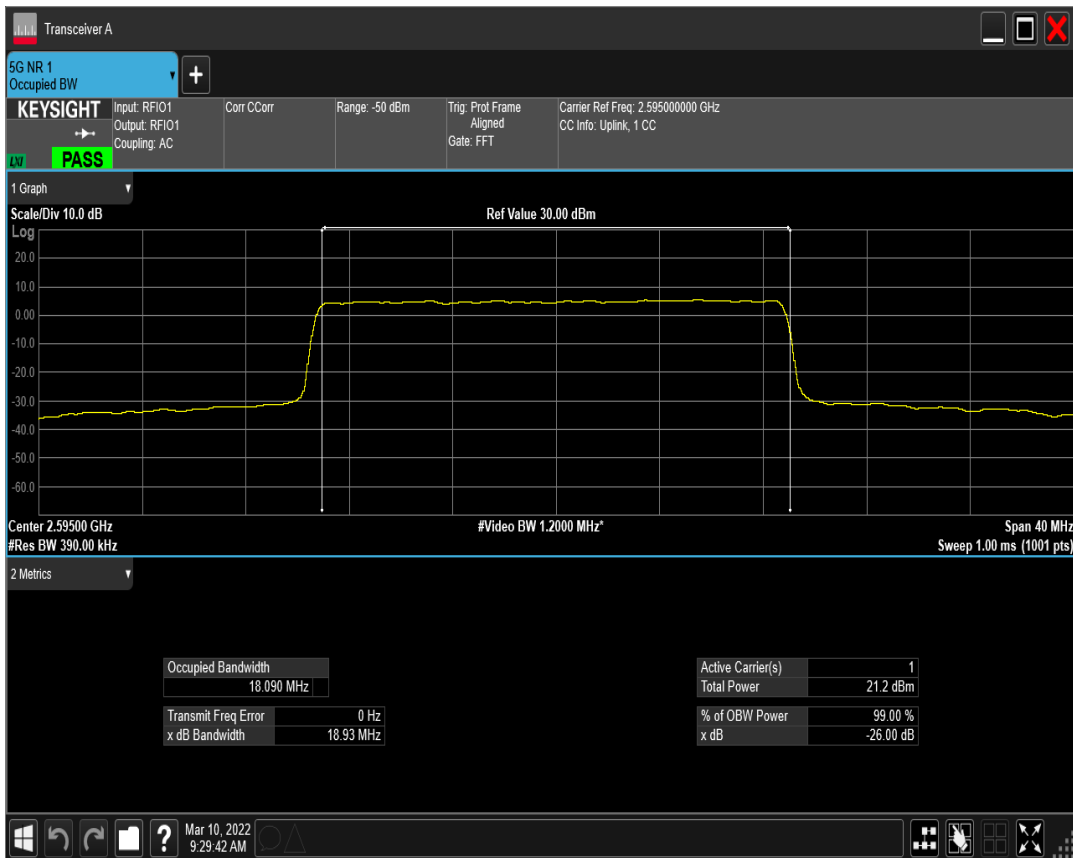 Transceiver A
5G NR 1
Occupied BW
+
KEYSIGHT
LXI
PASS
Input: RFIO1
Output: RFIO1
Coupling: AC
Corr CCorr
Range: -50 dBm
Trig: Prot Frame
Aligned
Gate: FFT
Carrier Ref Freq: 2.595000000 GHz
CC Info: Uplink, 1 CC
1 Graph
Scale/Div 10.0 dB
Ref Value 30.00 dBm
Log
20.0
10.0
0.00
-10.0
-20.0
-30.0
-40.0
-50.0
-60.0
Center 2.59500 GHz
#Video BW 1.2000 MHz*
Span 40 MHz
#Res BW 390.00 kHz
Sweep 1.00 ms (1001 pts)
2 Metrics
Occupied Bandwidth
18.090 MHz
Transmit Freq Error 0 Hz
x dB Bandwidth 18.93 MHz
Active Carrier(s) 1
Total Power 21.2 dBm
% of OBW Power 99.00 %
x dB -26.00 dB
?
Mar 10, 2022
9:29:42 AM